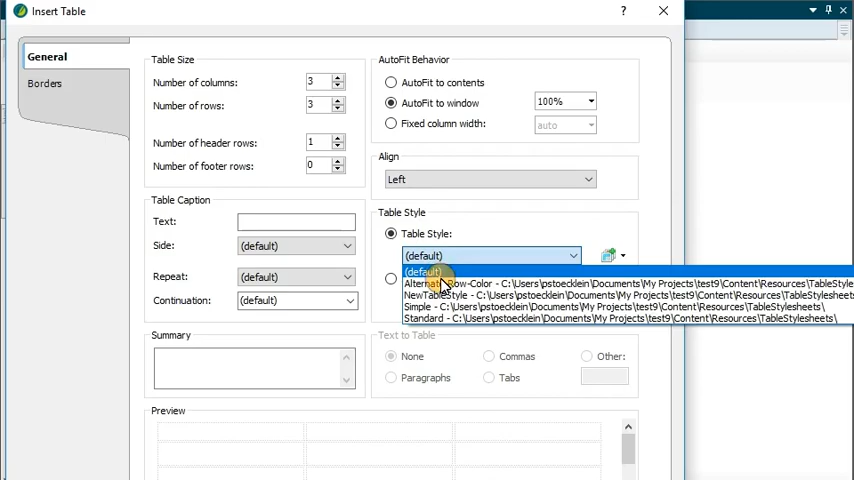 Insert Table
?
General
Borders
Table Size
Number of columns:
3
Number of rows:
3
Number of header rows:
1
Number of footer rows:
0
AutoFit Behavior
AutoFit to contents
AutoFit to window
100%
Fixed column width:
auto
Align
Left
Table Caption
Text:
Side:
(default)
Repeat:
(default)
Continuation:
(default)
Table Style
Table Style:
(default)
(default)
Alternate-Row-Color - C:\Users\pstoecklein\Documents\My Projects\test9\Content\Resources\TableStyle
NewTableStyle - C:\Users\pstoecklein\Documents\My Projects\test9\Content\Resources\TableStylesheets\
Simple - C:\Users\pstoecklein\Documents\My Projects\test9\Content\Resources\TableStylesheets\
Standard - C:\Users\pstoecklein\Documents\My Projects\test9\Content\Resources\TableStylesheets\
Summary
Text to Table
None
Commas
Other:
Paragraphs
Tabs
Preview